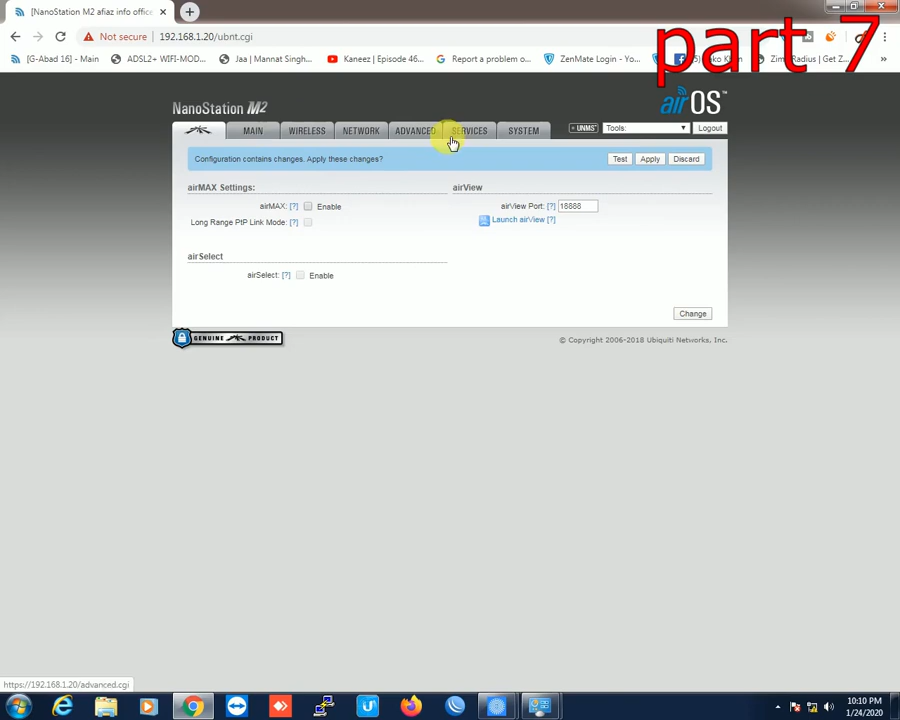 [NanoStation M2 afiaz info office
Not secure 192.168.1.20/ubnt.cgi
[G-Abad 16] - Main ADSL2+ WIFI-MOD... Jaa | Mannat Singh... Kaneez | Episode 46... Report a problem o... ZenMate Login - Yo... Zim Radius | Get Z... »
part 7
NanoStation M2 airOS™
MAIN WIRELESS NETWORK ADVANCED SERVICES SYSTEM UNMS Tools: Logout
Configuration contains changes. Apply these changes? Test Apply Discard
airMAX Settings: airView
airMAX: [?] Enable airView Port: [?] 18888
Long Range PtP Link Mode: [?] Launch airView [?]
airSelect
airSelect: [?] Enable
Change
GENUINE PRODUCT © Copyright 2006-2018 Ubiquiti Networks, Inc.
https://192.168.1.20/advanced.cgi
10:10 PM
1/24/2020